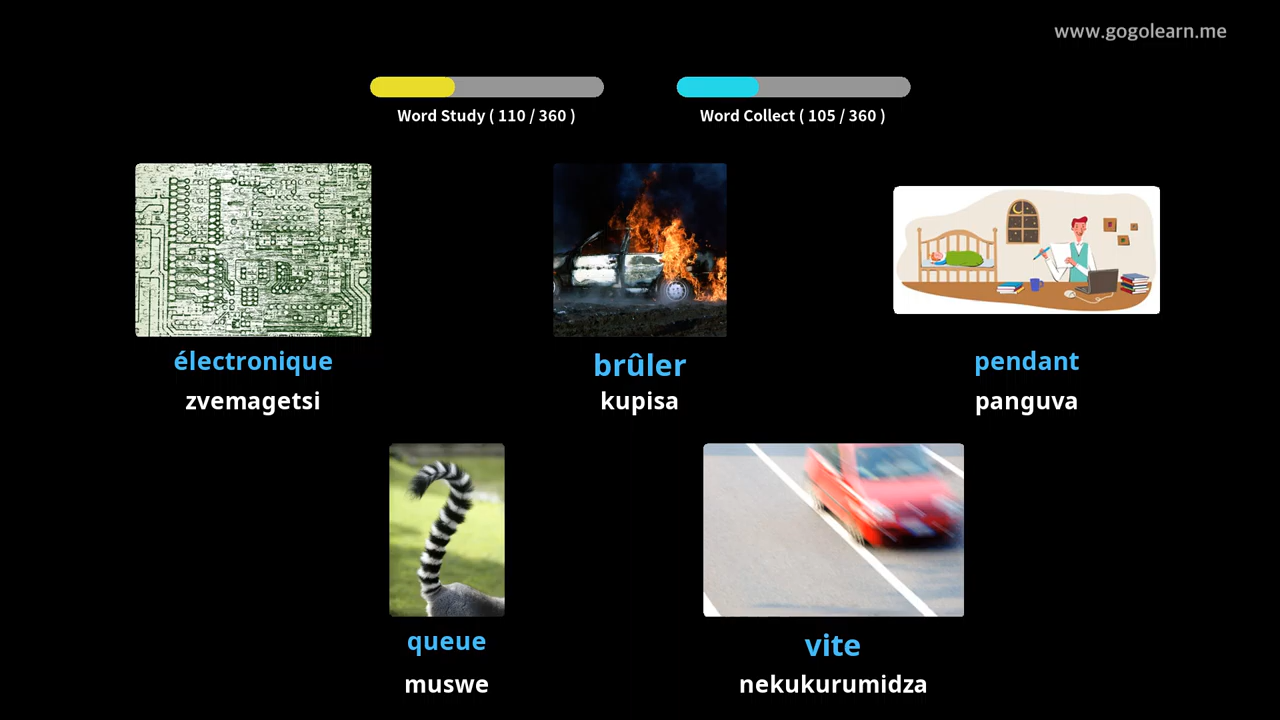 www.gogolearn.me
Word Study ( 110 / 360 )
Word Collect ( 105 / 360 )
électronique
zvemagetsi
brûler
kupisa
pendant
panguva
queue
muswe
vite
nekukurumidza